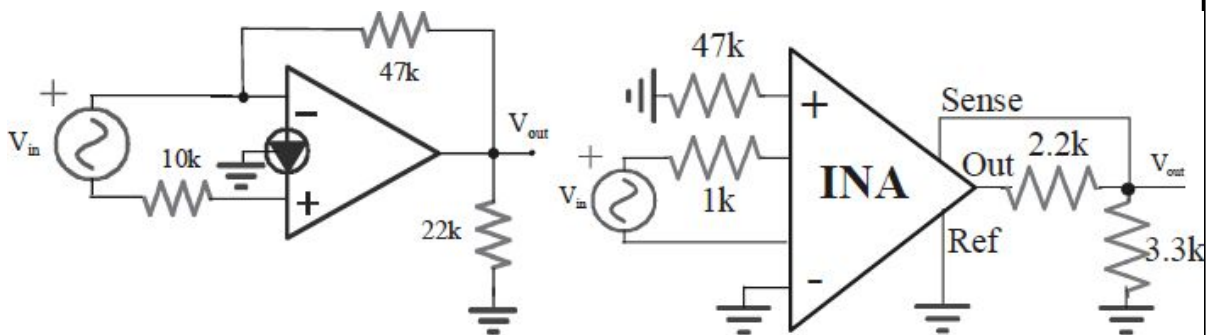 47k
+
V_in
−
10k
+
V_out
22k
47k
+
+
V_in
1k
INA
-
Sense
Out
2.2k
V_out
Ref
3.3k